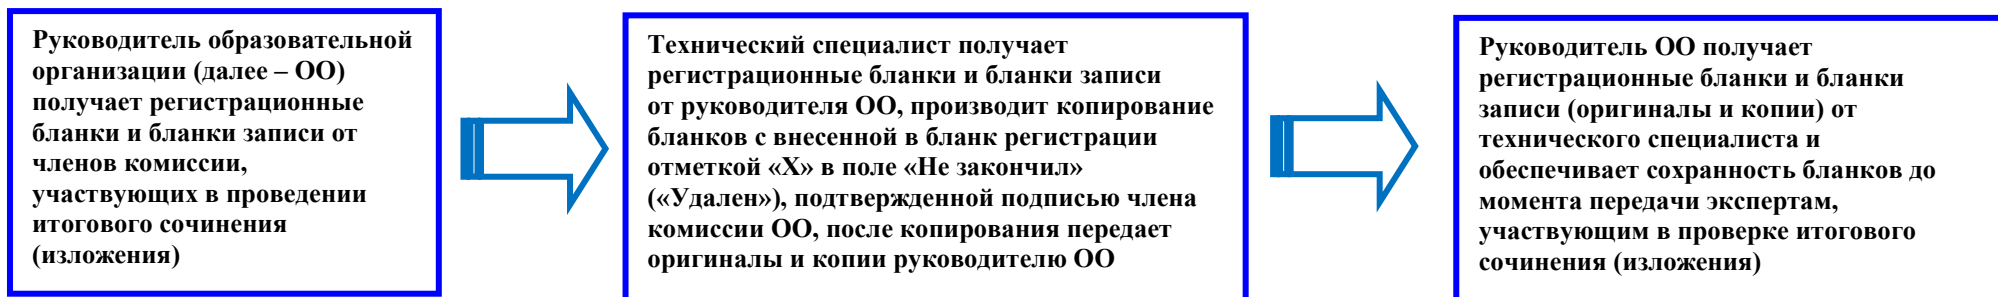 Руководитель образовательной
организации (далее – ОО)
получает регистрационные
бланки и бланки записи от
членов комиссии,
участвующих в проведении
итогового сочинения
(изложения)
Технический специалист получает
регистрационные бланки и бланки записи
от руководителя ОО, производит копирование
бланков с внесенной в бланк регистрации
отметкой «Х» в поле «Не закончил»
(«Удален»), подтвержденной подписью члена
комиссии ОО, после копирования передает
оригиналы и копии руководителю ОО
Руководитель ОО получает
регистрационные бланки и бланки
записи (оригиналы и копии) от
технического специалиста и
обеспечивает сохранность бланков до
момента передачи экспертам,
участвующим в проверке итогового
сочинения (изложения)